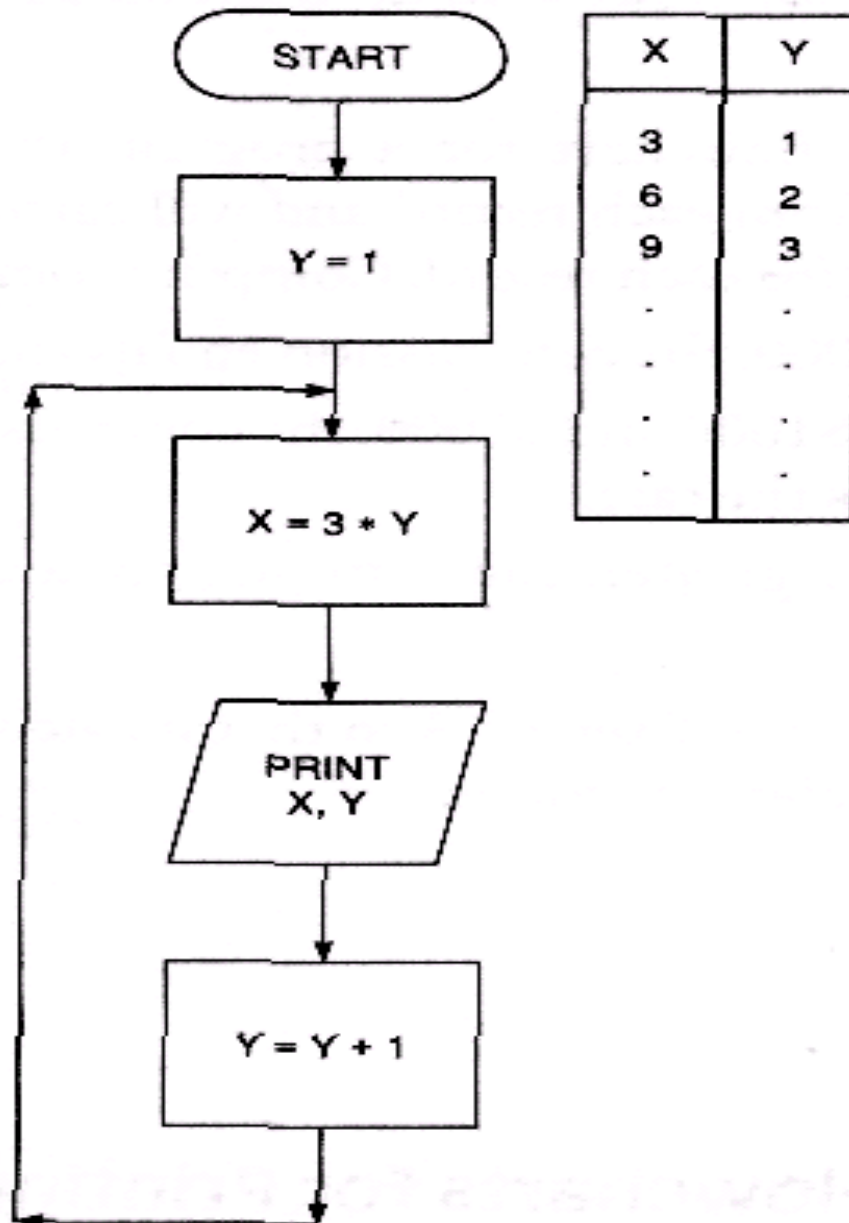 START
Y = 1
X = 3 * Y
PRINT
X, Y
Y = Y + 1
X Y
3 1
6 2
9 3
. .
. .
. .
. .